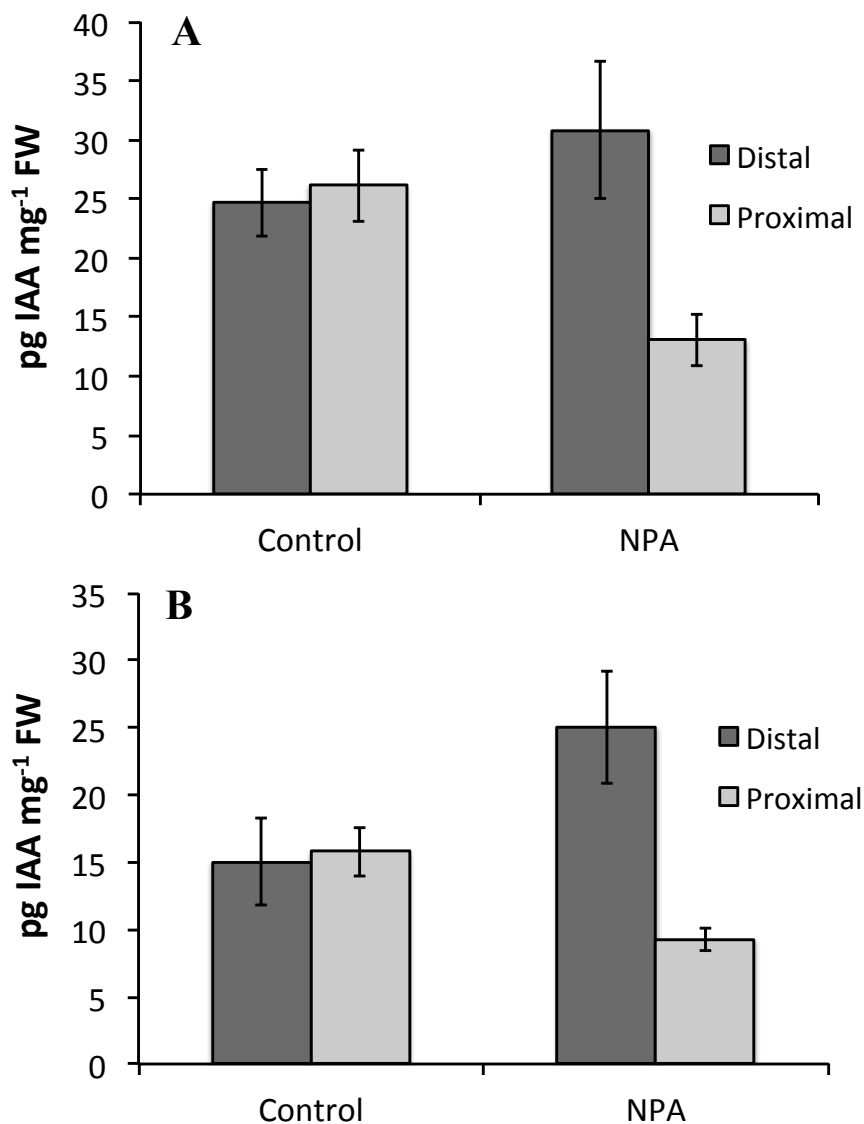 A
40
35
30
25
20
15
10
5
0
pg IAA mg-1 FW
Distal
Proximal
Control
NPA
B
35
30
25
20
15
10
5
0
pg IAA mg-1 FW
Distal
Proximal
Control
NPA